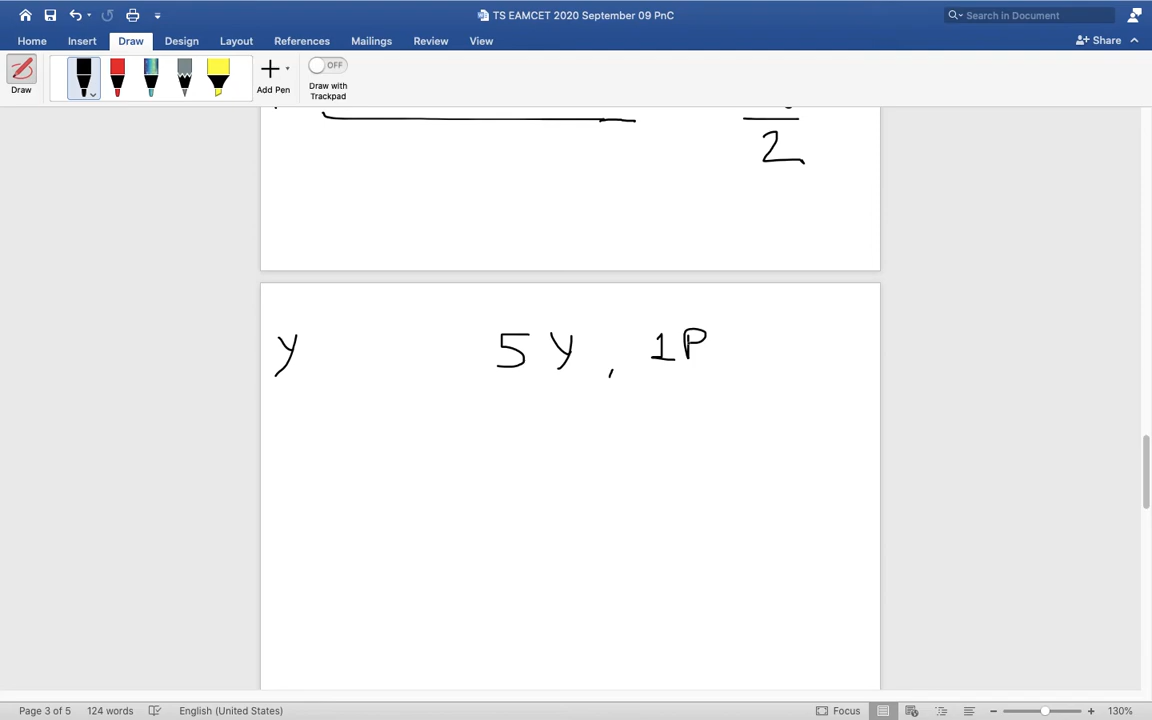 TS EAMCET 2020 September 09 PnC
Search in Document
Home Insert Draw Design Layout References Mailings Review View
Share
OFF
Draw
Add Pen
Draw with
Trackpad
2
y 5 y , 1P
Page 3 of 5 124 words English (United States) Focus 130%